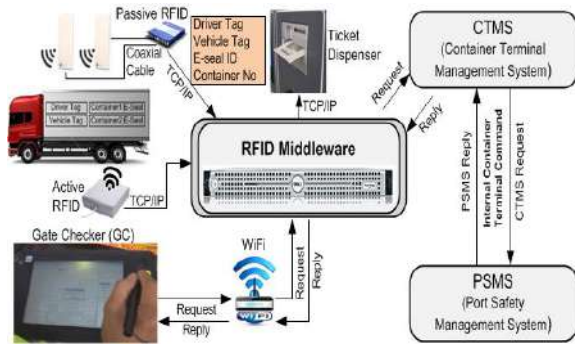 Passive RFID
Coaxial
Cable
Driver Tag
Vehicle Tag
E-seal ID
Container No
Ticket
Dispenser
TCP/IP
TCP/IP
CTMS
(Container Terminal
Management System)
Request
Reply
Driver Tag
Container1 E-Seal
Vehicle Tag
Container2 E-Seal
RFID Middleware
Active
RFID
TCP/IP
PSMS Reply
Internal Container
Terminal Command
CTMS Request
Gate Checker (GC)
WiFi
Request
Reply
Request
Reply
WiFi
PSMS
(Port Safety
Management System)